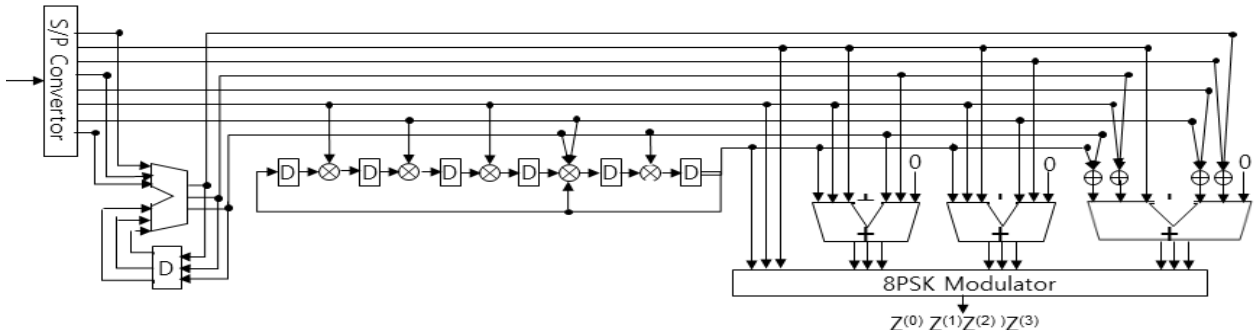 S/P Convertor
0
0
0
D
D
D
D
D
D
+
+
+
D
8PSK Modulator
Z(0) Z(1)Z(2) )Z(3)